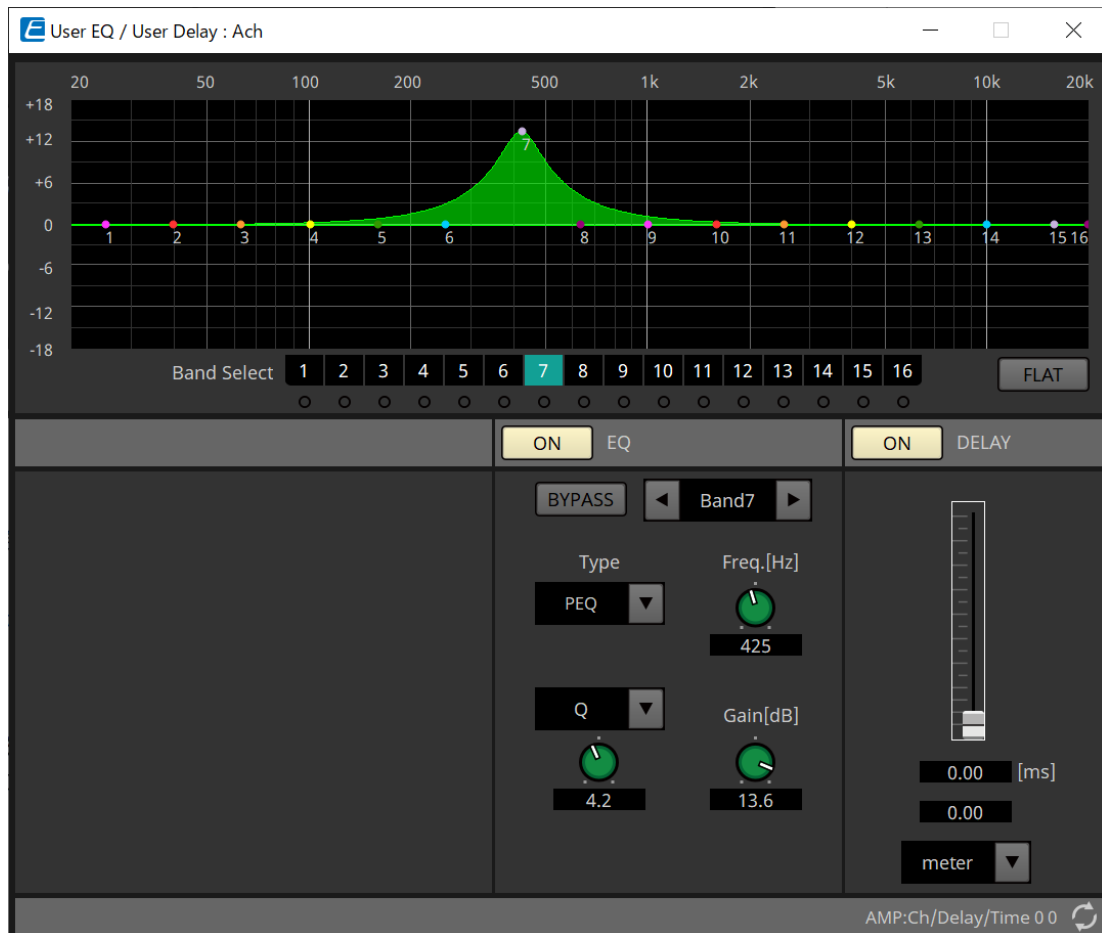 E User EQ / User Delay : Ach
20 50 100 200 500 1k 2k 5k 10k 20k
+18
+12
7
+6
0
1 2 3 4 5 6 8 9 10 11 12 13 14 15 16
-6
-12
-18
Band Select 1 2 3 4 5 6 7 8 9 10 11 12 13 14 15 16 FLAT
ON EQ ON DELAY
BYPASS Band7
Type Freq.[Hz]
PEQ
425
Q Gain[dB]
4.2 13.6
0.00 [ms]
0.00
meter
AMP:Ch/Delay/Time 0 0